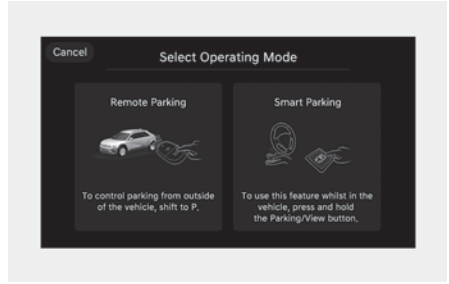 Cancel
Select Operating Mode
Remote Parking
To control parking from outside
of the vehicle, shift to P.
Smart Parking
To use this feature whilst in the
vehicle, press and hold
the Parking/View button.